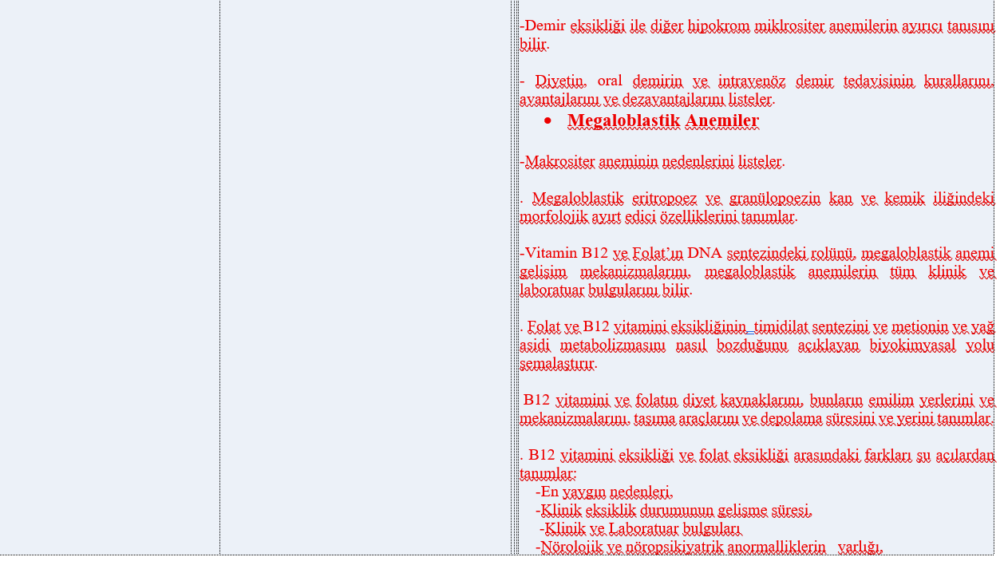 -Demir eksikliği ile diğer hipokrom miklrositer anemilerin ayırıcı tanısını
bilir.
- Diyetin, oral demirin ve intravenöz demir tedavisinin kurallarını,
avantajlarını ve dezavantajlarını listeler.
• Megaloblastik Anemiler
-Makrositer aneminin nedenlerini listeler.
. Megaloblastik eritropoez ve granülopoezin kan ve kemik iliğindeki
morfolojik ayırt edici özelliklerini tanımlar.
-Vitamin B12 ve Folat’ın DNA sentezindeki rolünü, megaloblastik anemi
gelişim mekanizmalarını, megaloblastik anemilerin tüm klinik ve
laboratuar bulgularını bilir.
. Folat ve B12 vitamini eksikliğinin timidilat sentezini ve metionin ve yağ
asidi metabolizmasını nasıl bozduğunu açıklayan biyokimyasal yolu
şemalaştırır.
B12 vitamini ve folatın diyet kaynaklarını, bunların emilim yerlerini ve
mekanizmalarını, taşıma araçlarını ve depolama süresini ve yerini tanımlar.
. B12 vitamini eksikliği ve folat eksikliği arasındaki farkları şu açılardan
tanımlar:
-En yaygın nedenleri,
-Klinik eksiklik durumunun gelişme süresi,
-Klinik ve Laboratuar bulguları
-Nörolojik ve nöropsikiyatrik anormalliklerin varlığı,